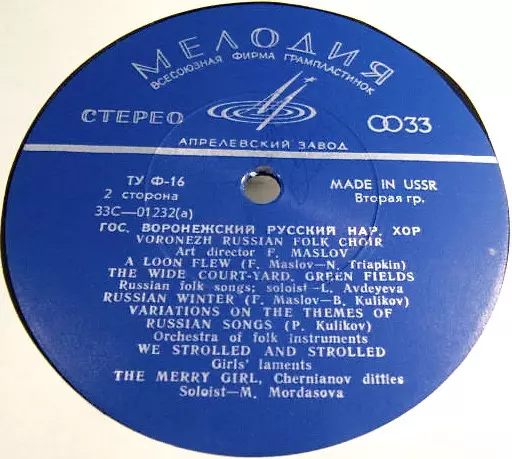 МЕЛОДИЯ
ВСЕСОЮЗНАЯ ФИРМА ГРАМПЛАСТИНОК
СТЕРЕО 33
АПРЕЛЕВСКИЙ ЗАВОД
ТУ Ф-16 MADE IN USSR
2 сторона Вторая гр.
33С—01232(а)
ГОС. ВОРОНЕЖСКИЙ РУССКИЙ НАР. ХОР
VORONEZH RUSSIAN FOLK CHOIR
Art director F. MASLOV
A LOON FLEW (F. Maslov—N. Triapkin)
THE WIDE COURT-YARD, GREEN FIELDS
Russian folk songs; soloist—L. Avdeyeva
RUSSIAN WINTER (F. Maslov—B. Kulikov)
VARIATIONS ON THE THEMES OF
RUSSIAN SONGS (P. Kulikov)
Orchestra of folk instruments
WE STROLLED AND STROLLED
Girls' laments
THE MERRY GIRL, Chernianov ditties
Soloist—M. Mordasova